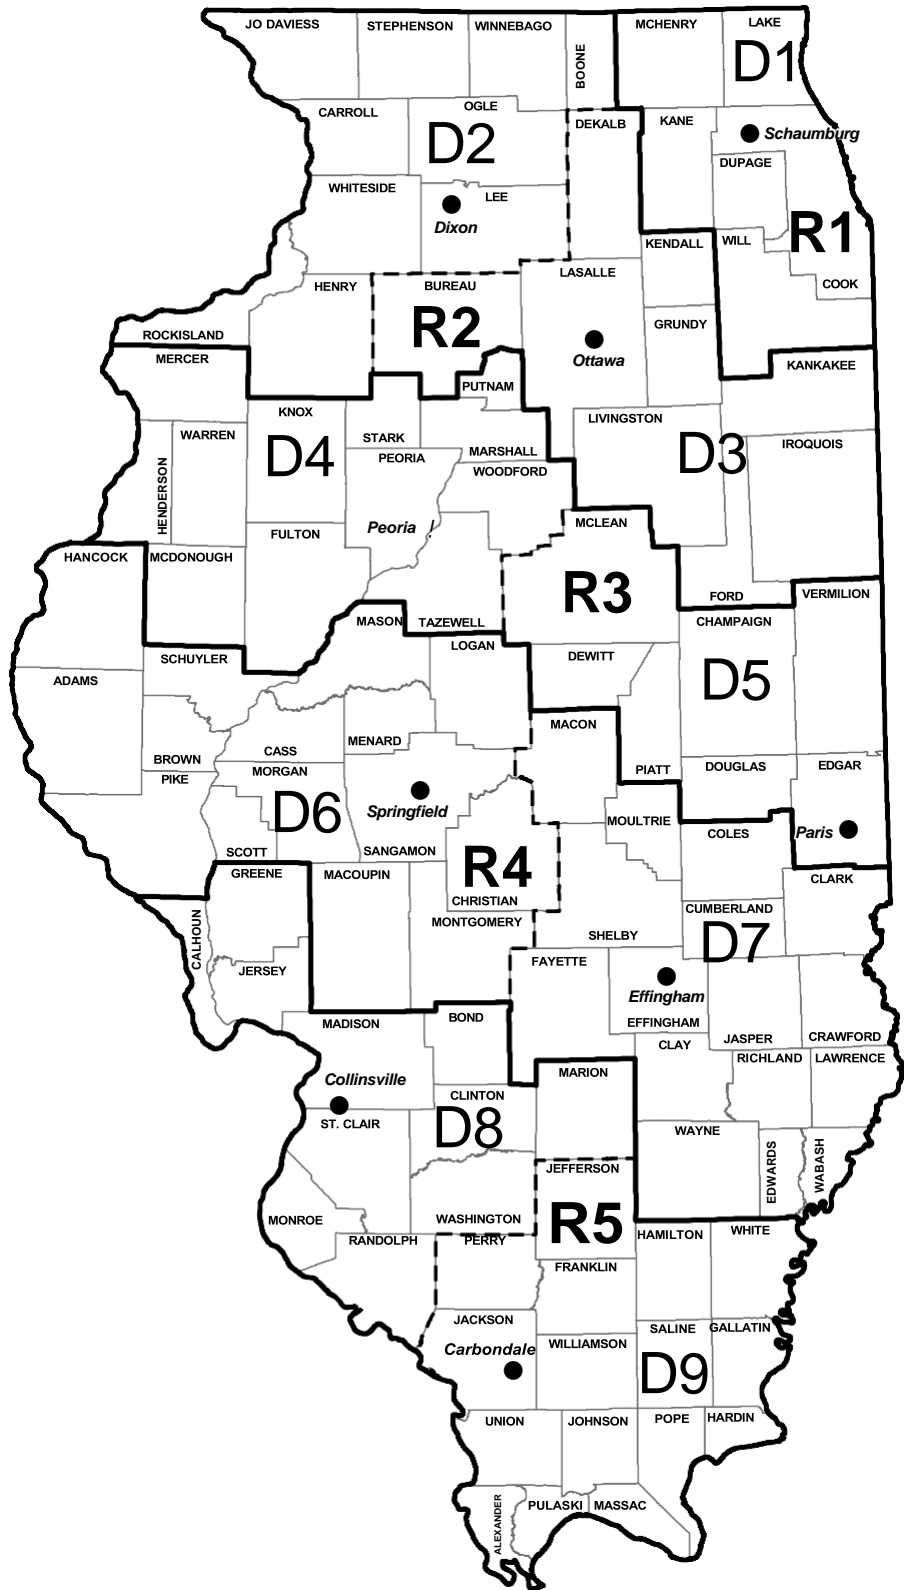 JO DAVIESS
STEPHENSON
WINNEBAGO
BOONE
MCHENRY
LAKE
D1
CARROLL
OGLE
D2
DEKALB
KANE
Schaumburg
DUPAGE
WHITESIDE
LEE
Dixon
R1
KENDALL
WILL
COOK
HENRY
BUREAU
R2
LASALLE
GRUNDY
Ottawa
ROCKISLAND
MERCER
KANKAKEE
PUTNAM
KNOX
LIVINGSTON
WARREN
STARK
D4
D3
IROQUOIS
HENDERSON
PEORIA
MARSHALL
WOODFORD
Peoria
FULTON
MCLEAN
HANCOCK
MCDONOUGH
R3
FORD
VERMILION
MASON
TAZEWELL
CHAMPAIGN
LOGAN
SCHUYLER
DEWITT
ADAMS
D5
MACON
MENARD
CASS
BROWN
PIKE
MORGAN
PIATT
DOUGLAS
EDGAR
Springfield
D6
MOULTRIE
COLES
Paris
SCOTT
SANGAMON
GREENE
MACOUPIN
R4
CHRISTIAN
CLARK
CALHOUN
MONTGOMERY
CUMBERLAND
D7
SHELBY
FAYETTE
JERSEY
Effingham
EFFINGHAM
MADISON
BOND
CLAY
JASPER
CRAWFORD
RICHLAND
LAWRENCE
MARION
Collinsville
CLINTON
ST. CLAIR
D8
WAYNE
EDWARDS
WABASH
JEFFERSON
MONROE
WASHINGTON
R5
RANDOLPH
PERRY
HAMILTON
WHITE
FRANKLIN
JACKSON
Carbondale
WILLIAMSON
SALINE
GALLATIN
D9
UNION
JOHNSON
POPE
HARDIN
ALEXANDER
PULASKI
MASSAC